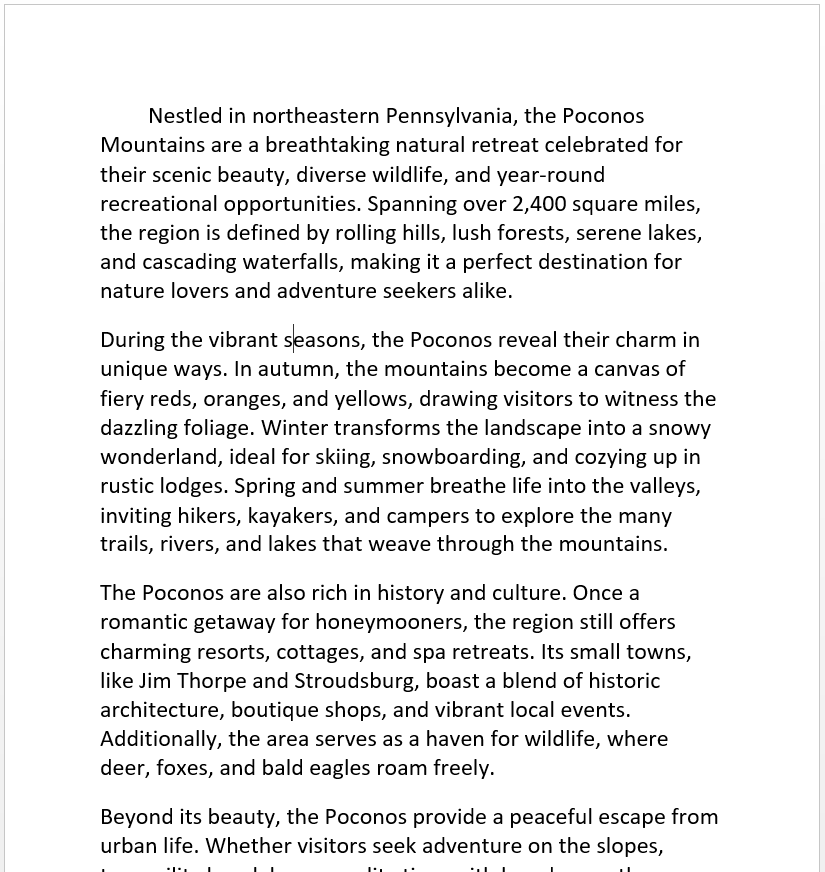 Nestled in northeastern Pennsylvania, the Poconos
Mountains are a breathtaking natural retreat celebrated for
their scenic beauty, diverse wildlife, and year-round
recreational opportunities. Spanning over 2,400 square miles,
the region is defined by rolling hills, lush forests, serene lakes,
and cascading waterfalls, making it a perfect destination for
nature lovers and adventure seekers alike.
During the vibrant seasons, the Poconos reveal their charm in
unique ways. In autumn, the mountains become a canvas of
fiery reds, oranges, and yellows, drawing visitors to witness the
dazzling foliage. Winter transforms the landscape into a snowy
wonderland, ideal for skiing, snowboarding, and cozying up in
rustic lodges. Spring and summer breathe life into the valleys,
inviting hikers, kayakers, and campers to explore the many
trails, rivers, and lakes that weave through the mountains.
The Poconos are also rich in history and culture. Once a
romantic getaway for honeymooners, the region still offers
charming resorts, cottages, and spa retreats. Its small towns,
like Jim Thorpe and Stroudsburg, boast a blend of historic
architecture, boutique shops, and vibrant local events.
Additionally, the area serves as a haven for wildlife, where
deer, foxes, and bald eagles roam freely.
Beyond its beauty, the Poconos provide a peaceful escape from
urban life. Whether visitors seek adventure on the slopes,